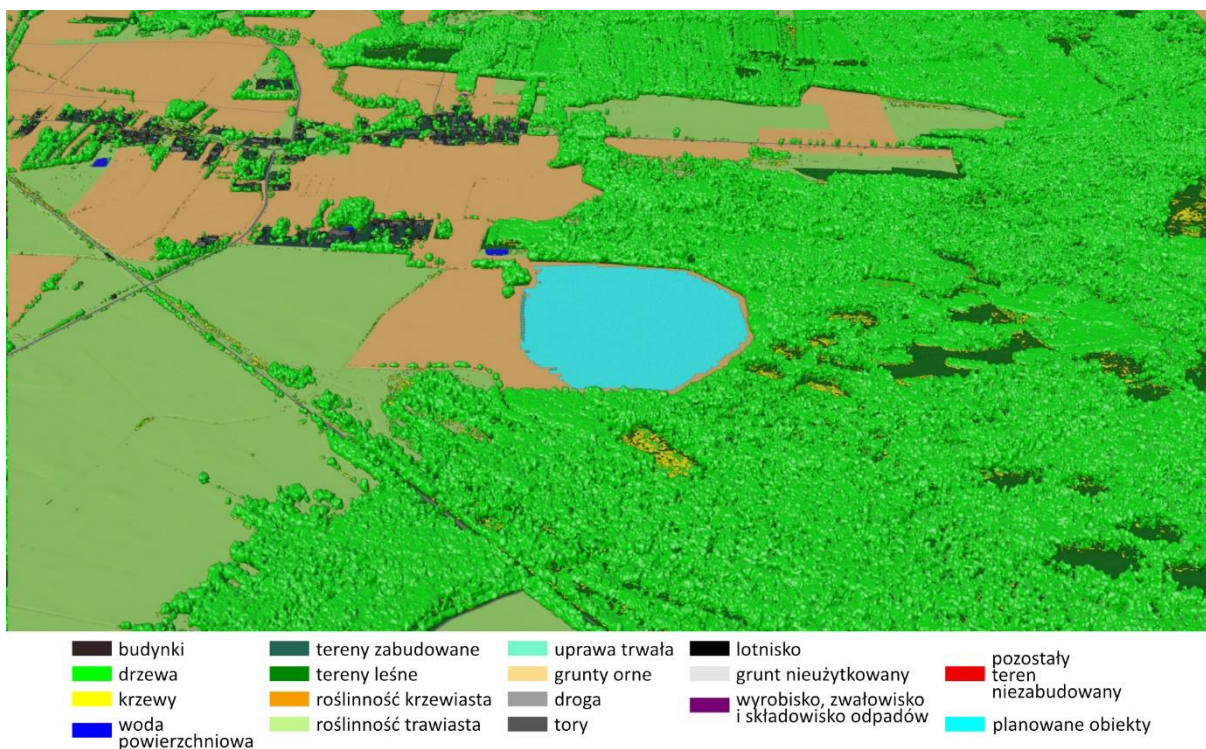 budynki
drzewa
krzewy
woda
powierzchniowa
tereny zabudowane
tereny leśne
roślinność krzewiasta
roślinność trawiasta
uprawa trwała
grunty orne
droga
tory
lotnisko
grunt nieużytkowany
wyrobisko, zwałowisko
i składowisko odpadów
pozostały
teren
niezabudowany
planowane obiekty